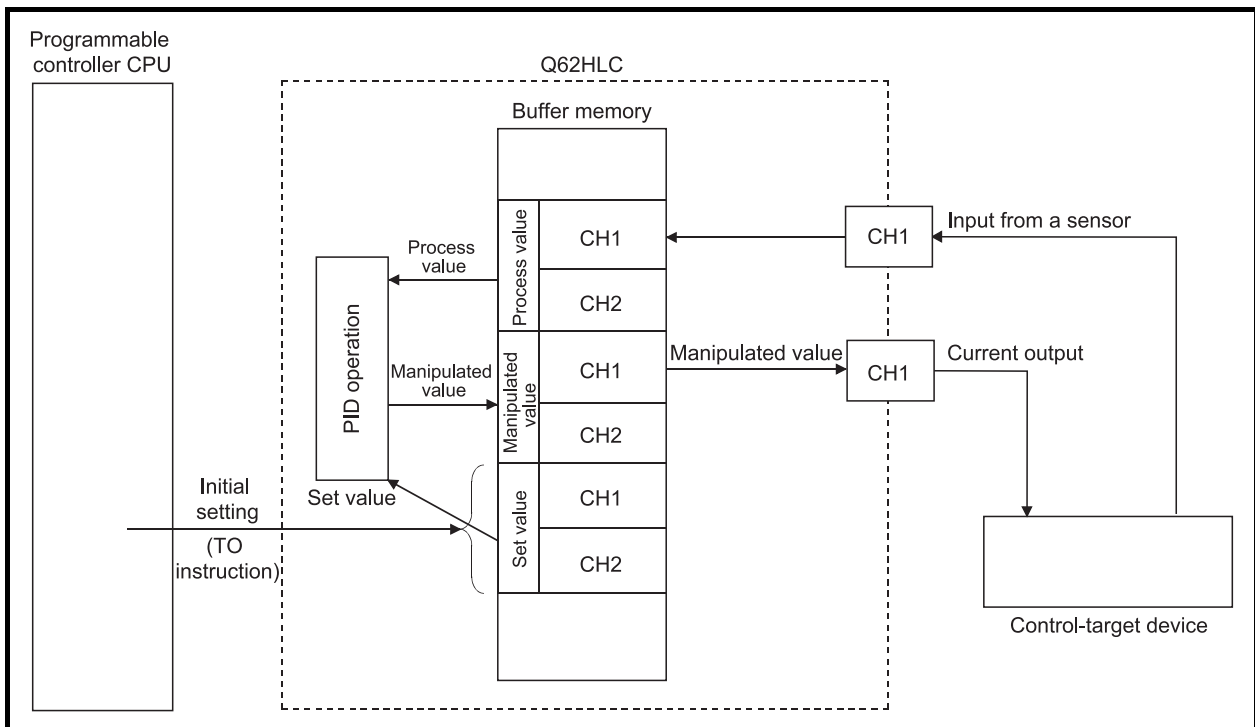 Programmable
controller CPU
Q62HLC
Buffer memory
Process value
CH1
CH2
Manipulated
value
CH1
CH2
Set value
CH1
CH2
PID operation
Process
value
Manipulated
value
Set value
Initial
setting
(TO
instruction)
CH1
Input from a sensor
Manipulated value
CH1
Current output
Control-target device